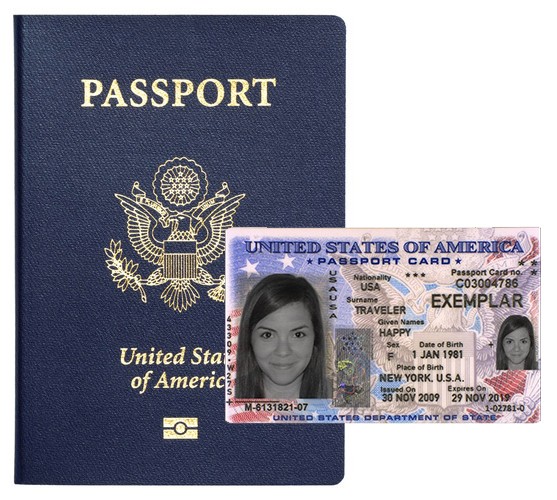 PASSPORT
United Stat
of Americ
UNITED STATES OF AMERICA
★ PASSPORT CARD ★
USAUSA
Nationality
USA
***
Passport Card no.
C03004786
Surname
TRAVELER
EXEMPLAR
Given Names
HAPPY
Sex
F
Date of Birth
1 JAN 1981
Place of Birth
NEW YORK, U.S.A.
Issued On
30 NOV 2009
Expires On
29 NOV 2019
M-6131821-07
1-02781-0
UNITED STATES DEPARTMENT OF STATE